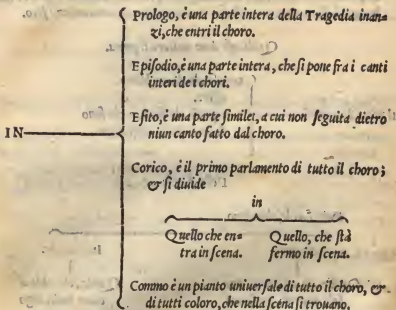 Prologo, è una parte intera della Tragedia inan=
zi, che entri il choro.
Episodio, è una parte intera, che si pone fra i canti
interi de i chori.
Esito, è una parte simile, a cui non seguita dietro
niun canto fatto dal choro.
IN
Corico, è il primo parlamento di tutto il choro;
& si diuide
in
Quello che en=
tra in scena.
Quello, che stà
fermo in scena.
Commo è un pianto uniuersale di tutto il choro, &
di tutti coloro, che nella scena si trouano.